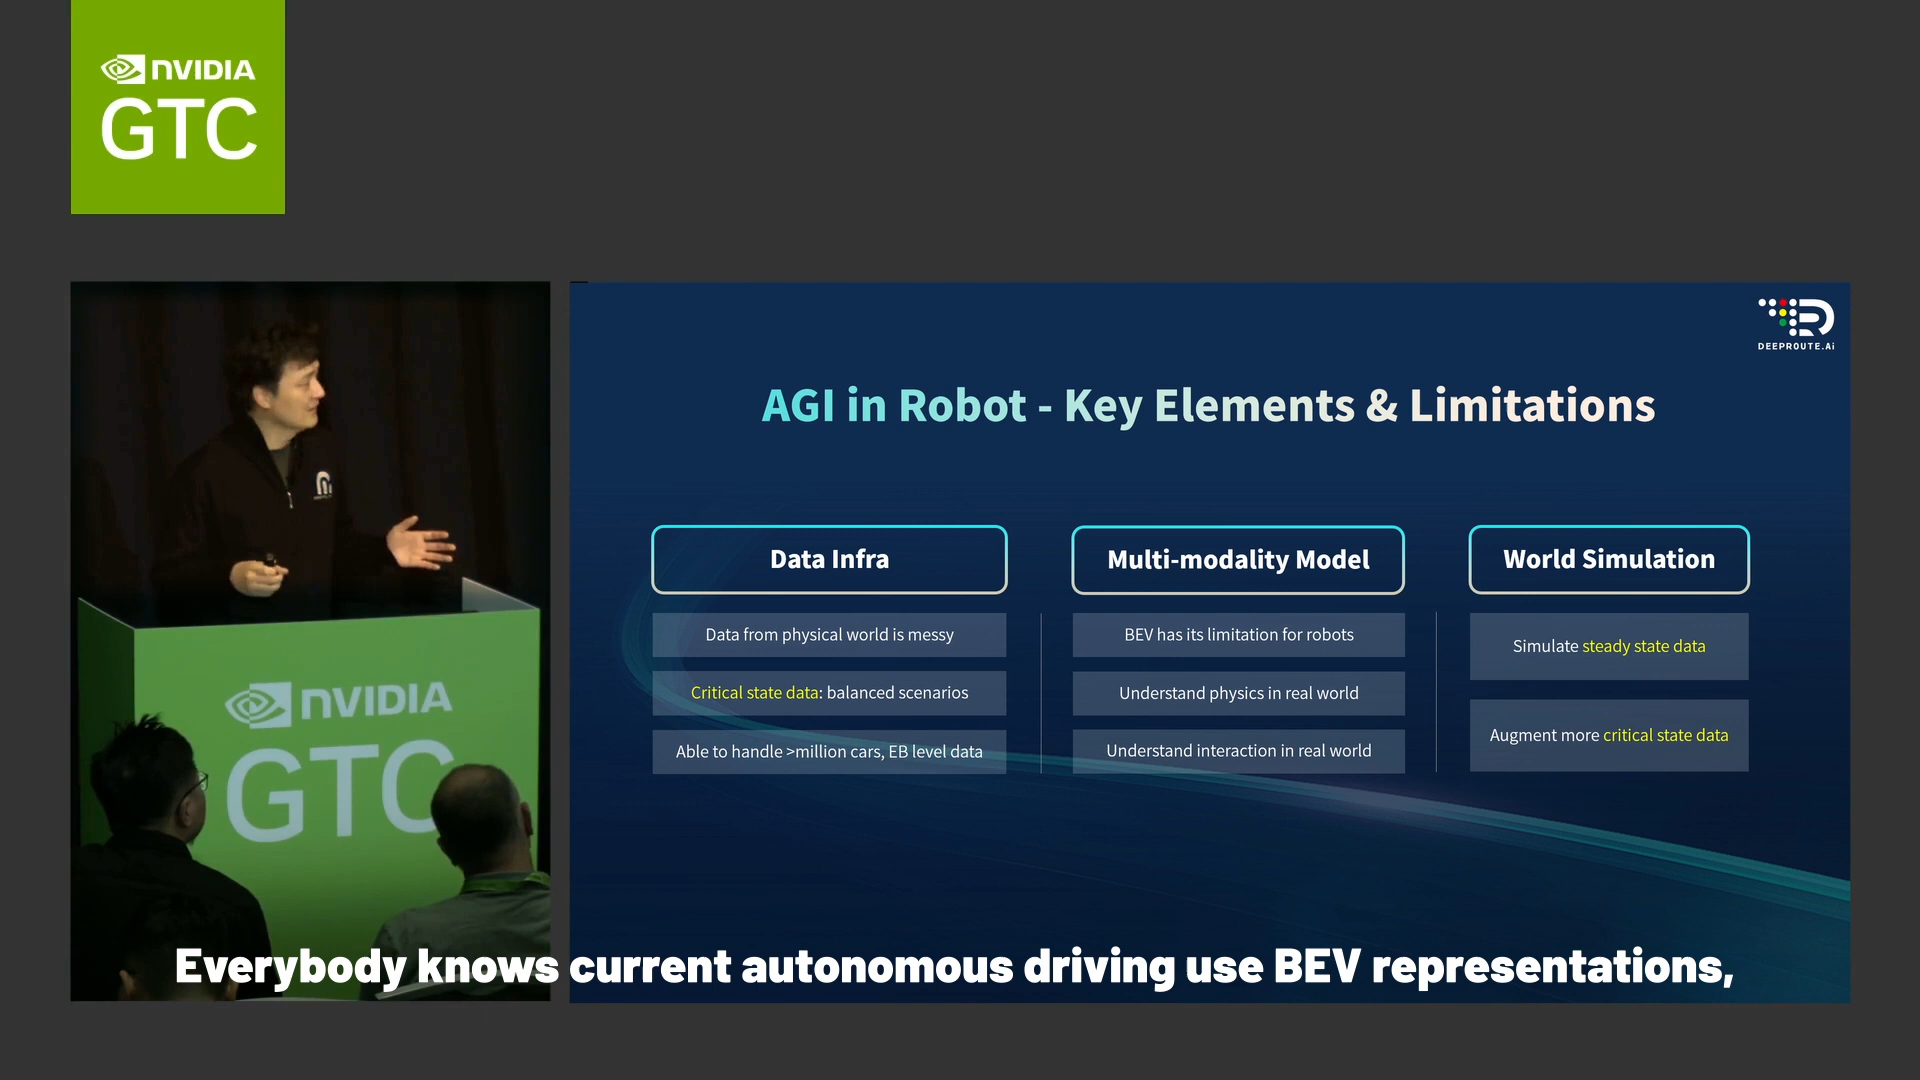 NVIDIA
GTC
DEEPROUTE.Ai
AGI in Robot - Key Elements & Limitations
Data Infra
Data from physical world is messy
Critical state data: balanced scenarios
Able to handle >million cars, EB level data
Multi-modality Model
BEV has its limitation for robots
Understand physics in real world
Understand interaction in real world
World Simulation
Simulate steady state data
Augment more critical state data
NVIDIA
GTC
Everybody knows current autonomous driving use BEV representations,